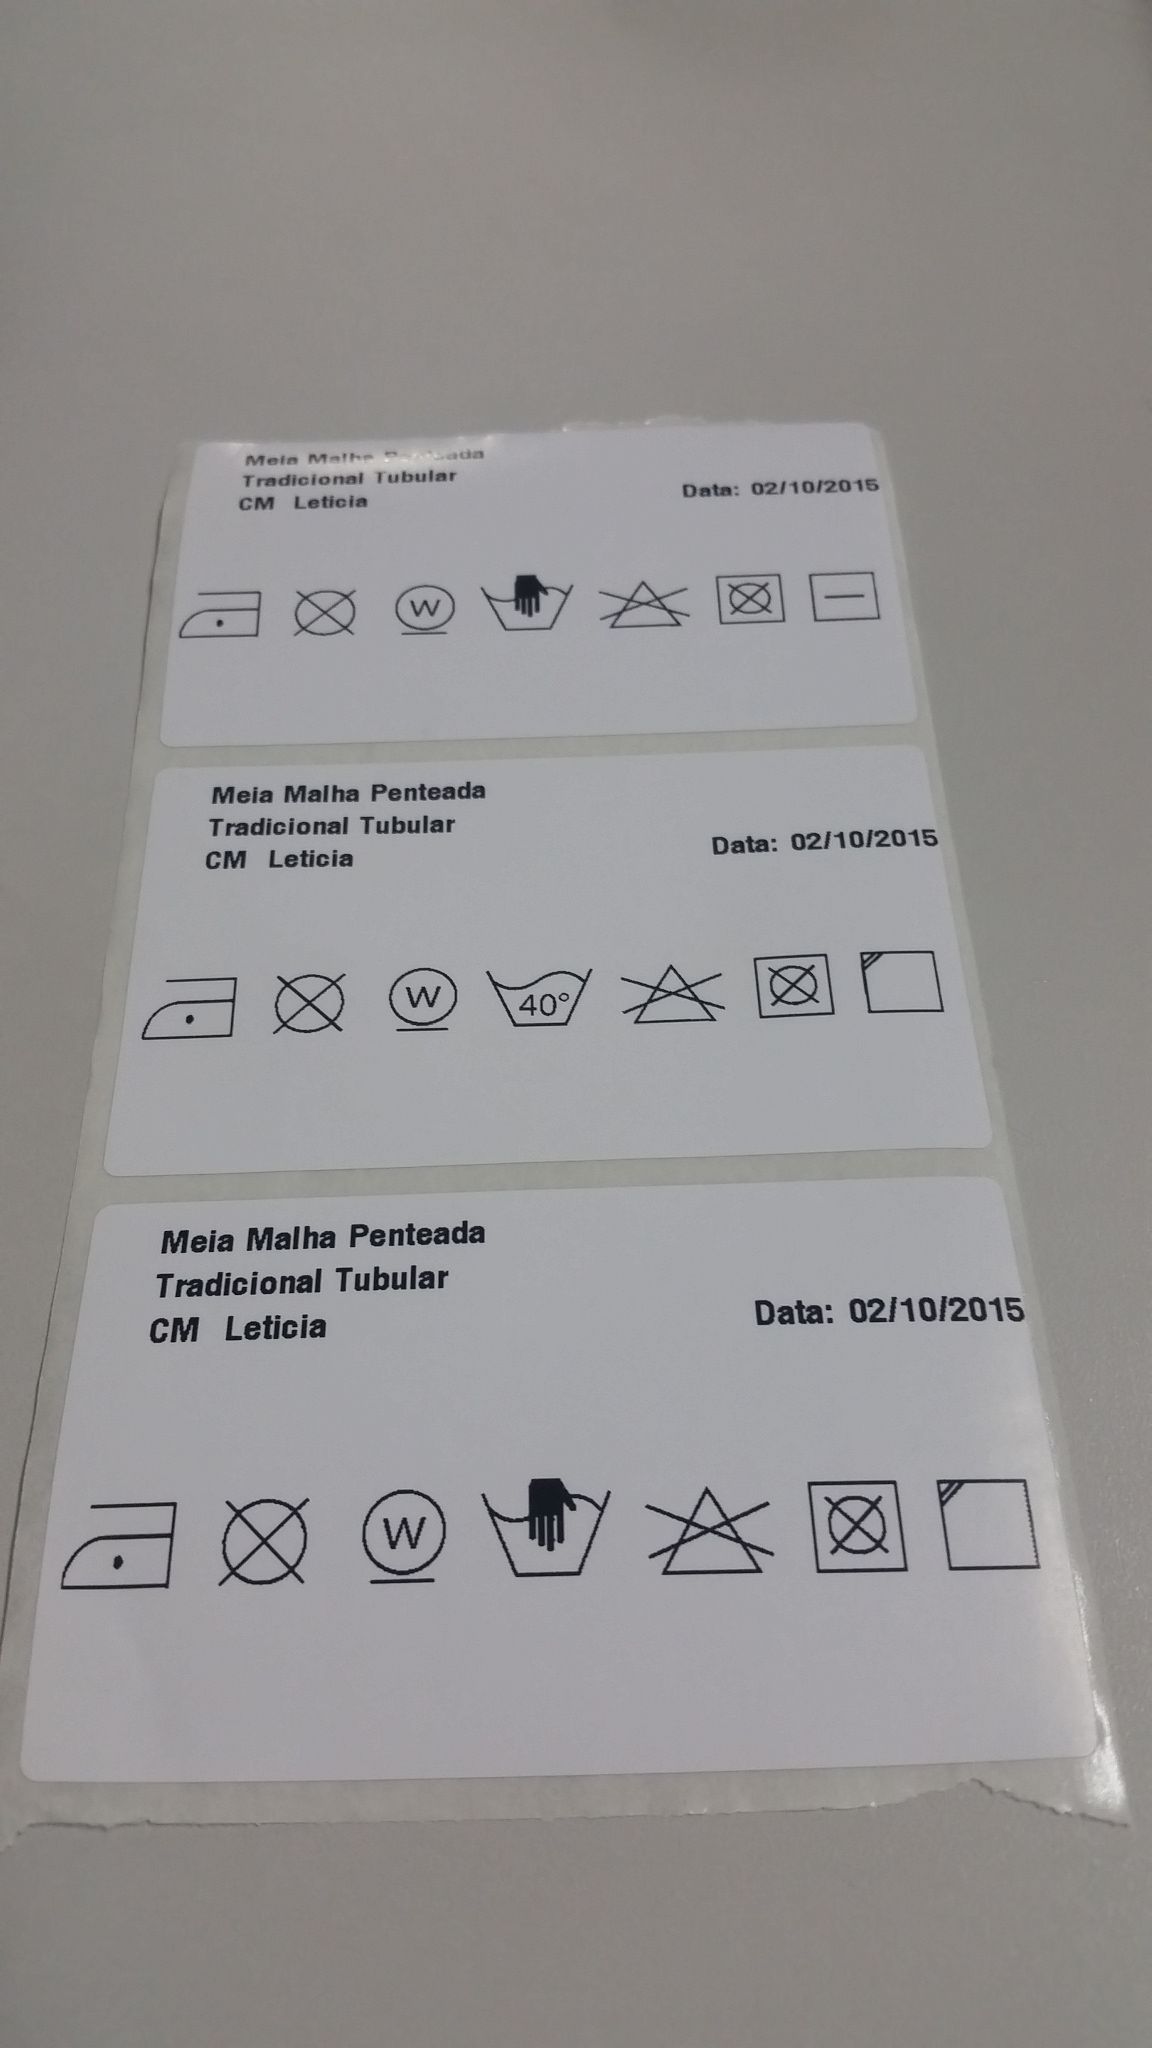 Meia Malha Penteada
Tradicional Tubular
CM Leticia
Data: 02/10/2015
W
Meia Malha Penteada
Tradicional Tubular
CM Leticia
Data: 02/10/2015
W 40°
Meia Malha Penteada
Tradicional Tubular
CM Leticia
Data: 02/10/2015
W